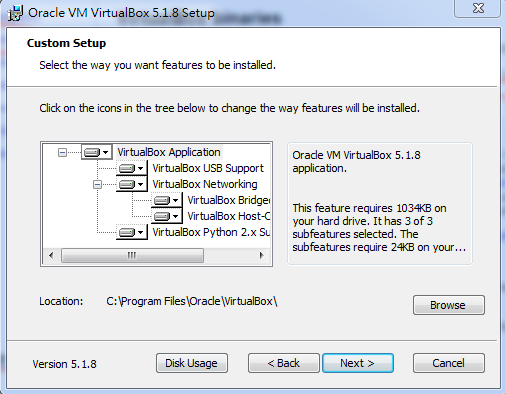 Oracle VM VirtualBox 5.1.8 Setup
Custom Setup
Select the way you want features to be installed.
Click on the icons in the tree below to change the way features will be installed.
VirtualBox Application
VirtualBox USB Support
VirtualBox Networking
VirtualBox Bridge
VirtualBox Host-C
VirtualBox Python 2.x Su
Oracle VM VirtualBox 5.1.8
application.
This feature requires 1034KB on
your hard drive. It has 3 of 3
subfeatures selected. The
subfeatures require 24KB on your...
Location: C:\Program Files\Oracle\VirtualBox\
Browse
Version 5.1.8
Disk Usage
< Back
Next >
Cancel